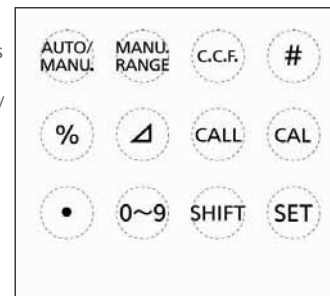 AUTO/
MANU.
MANU.
RANGE
C.C.F.
#
%
⊿
CALL
CAL
•
0~9
SHIFT
SET
s
/